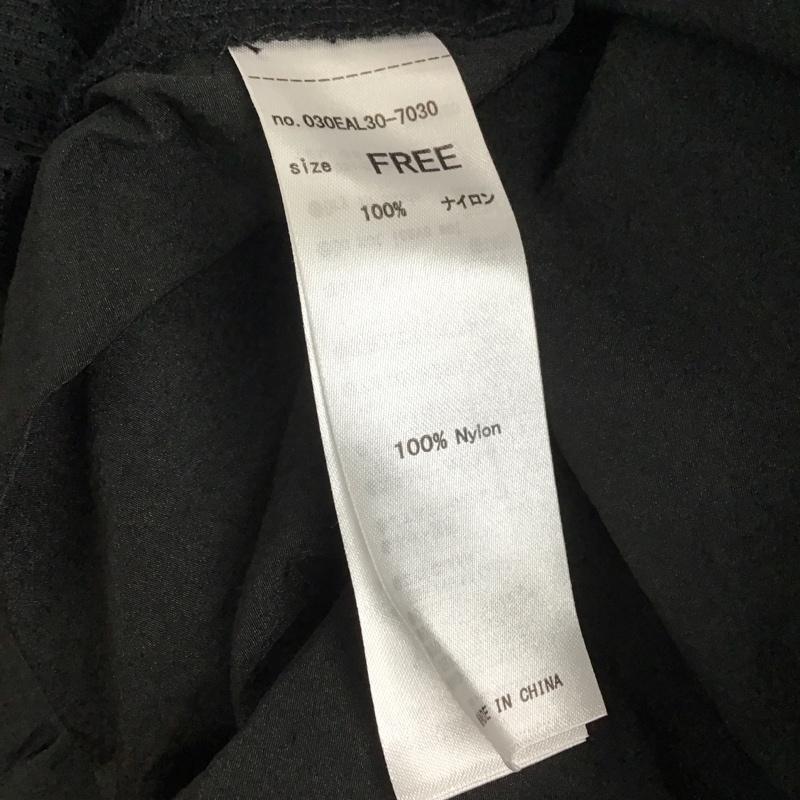 no.030EAL30-7030
size FREE
100% ナイロン
100% Nylon
IN CHINA